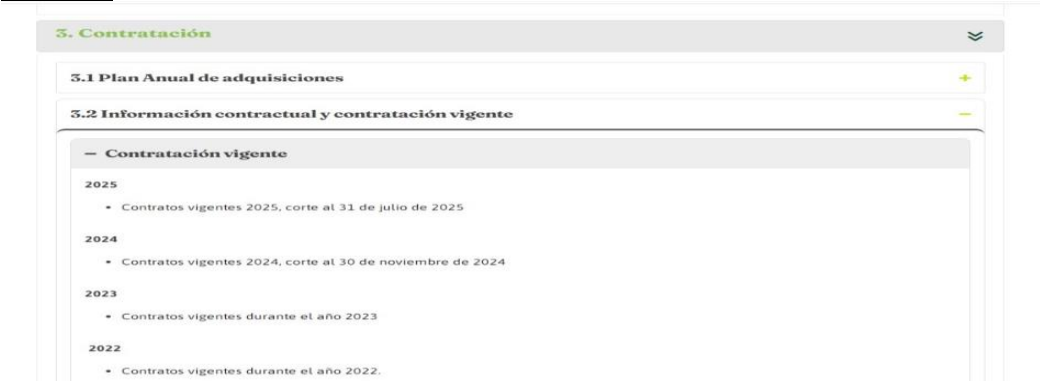 3. Contratación
3.1 Plan Anual de adquisiciones
3.2 Información contractual y contratación vigente
– Contratación vigente
2025
• Contratos vigentes 2025, corte al 31 de julio de 2025
2024
• Contratos vigentes 2024, corte al 30 de noviembre de 2024
2023
• Contratos vigentes durante el año 2023
2022
• Contratos vigentes durante el año 2022.